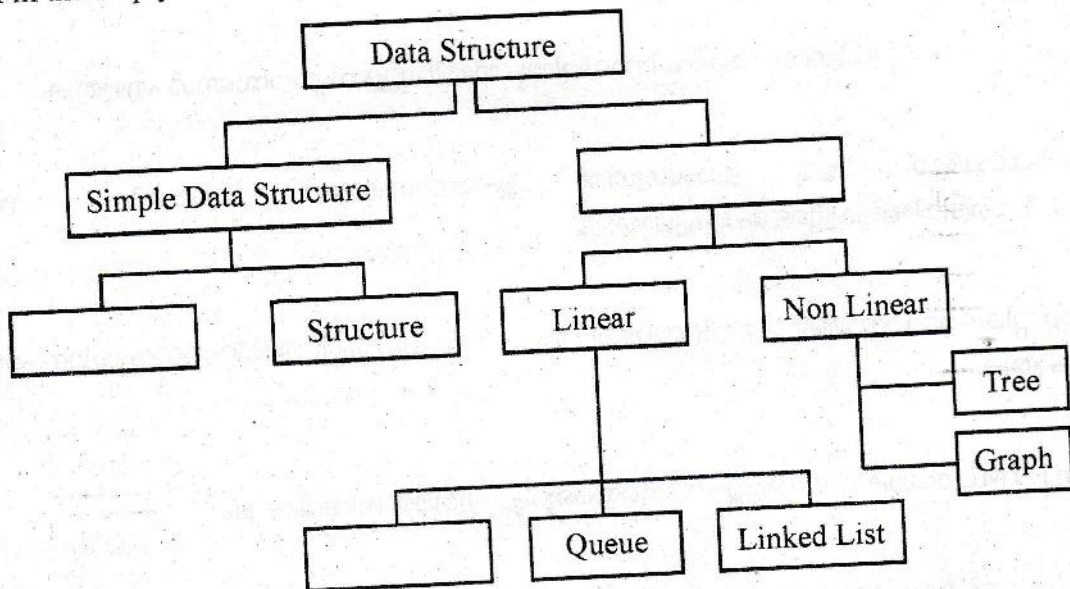 Data Structure
Simple Data Structure
Structure
Linear
Non Linear
Tree
Graph
Queue
Linked List